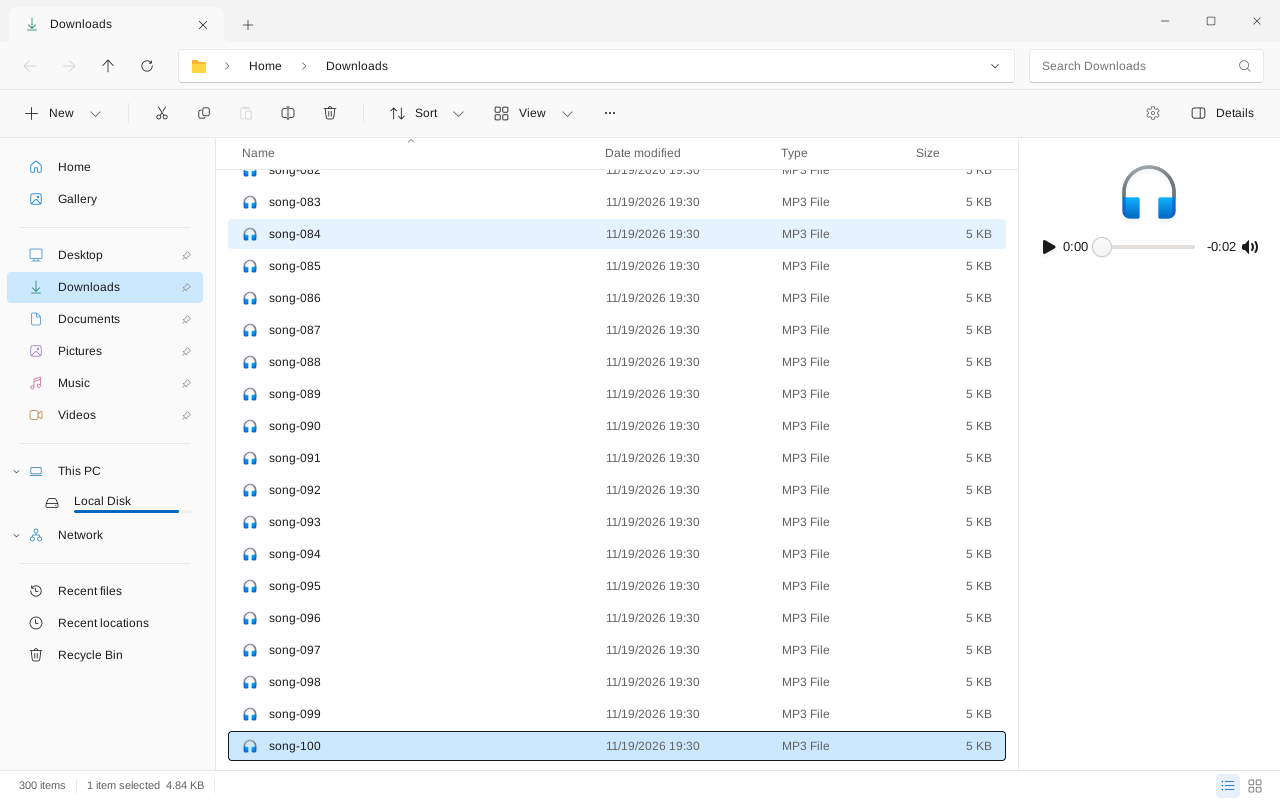 Downloads
Home
Downloads
Search Downloads
New
Sort
View
Details
Home
Gallery
Desktop
Downloads
Documents
Pictures
Music
Videos
This PC
Local Disk
Network
Recent files
Recent locations
Recycle Bin
Name Date modified Type Size
song-082 11/19/2026 19:30 MP3 File 5 KB
song-083 11/19/2026 19:30 MP3 File 5 KB
song-084 11/19/2026 19:30 MP3 File 5 KB
song-085 11/19/2026 19:30 MP3 File 5 KB
song-086 11/19/2026 19:30 MP3 File 5 KB
song-087 11/19/2026 19:30 MP3 File 5 KB
song-088 11/19/2026 19:30 MP3 File 5 KB
song-089 11/19/2026 19:30 MP3 File 5 KB
song-090 11/19/2026 19:30 MP3 File 5 KB
song-091 11/19/2026 19:30 MP3 File 5 KB
song-092 11/19/2026 19:30 MP3 File 5 KB
song-093 11/19/2026 19:30 MP3 File 5 KB
song-094 11/19/2026 19:30 MP3 File 5 KB
song-095 11/19/2026 19:30 MP3 File 5 KB
song-096 11/19/2026 19:30 MP3 File 5 KB
song-097 11/19/2026 19:30 MP3 File 5 KB
song-098 11/19/2026 19:30 MP3 File 5 KB
song-099 11/19/2026 19:30 MP3 File 5 KB
song-100 11/19/2026 19:30 MP3 File 5 KB
0:00 -0:02
300 items 1 item selected 4.84 KB